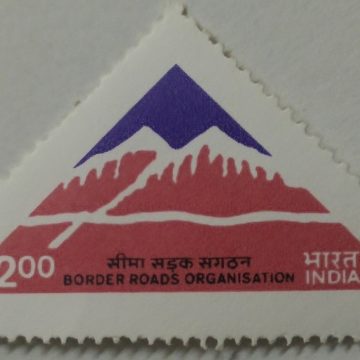 2.00
सीमा सड़क संगठन
BORDER ROADS ORGANISATION
भारत
INDIA